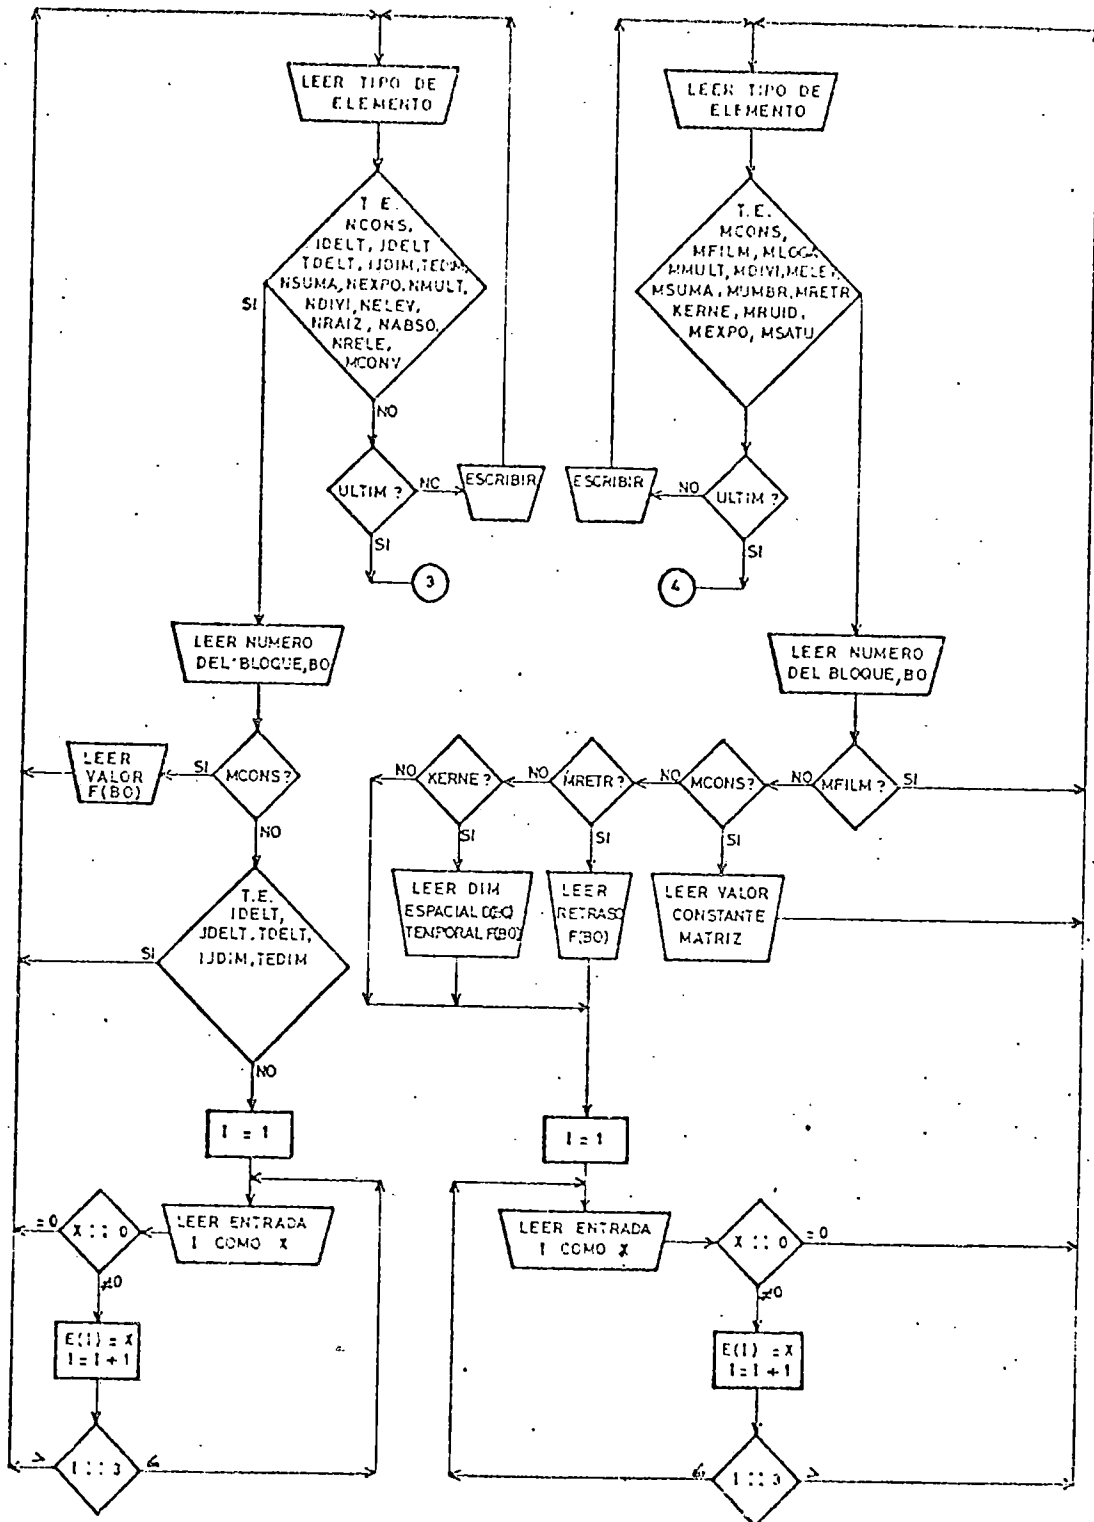 LEER TIPO DE
ELEMENTO
T E.
NCONS,
IDELT, JDELT
TDELT, IJDIM, TEDIM,
NSUMA, NEXPO, NMULT,
NDIVI, NELEV,
NRAIZ, NABSO,
NRELE,
MCONV
SI
NO
ULTIM ?
NO
ESCRIBIR
SI
3
LEER NUMERO
DEL BLOQUE, BO
MCONS ?
SI
LEER
VALOR
F(BO)
NO
T.E.
IDELT,
JDELT, TDELT,
IJDIM, TEDIM
SI
NO
I = 1
LEER ENTRADA
I COMO X
X :: 0
= 0
≠0
E(I) = X
I = I + 1
I :: 3
>
≤
LEER TIPO DE
ELEMENTO
T.E.
MCONS,
MFILM, MLOGA
MMULT, MDIVI, MELEV,
MSUMA, MUMBR, MRETR
KERNE, MRUID,
MEXPO, MSATU
ULTIM ?
NO
ESCRIBIR
SI
4
LEER NUMERO
DEL BLOQUE, BO
MFILM ?
SI
NO
MCONS?
NO
MRETR ?
NO
KERNE ?
NO
SI
SI
SI
LEER DIM
ESPACIAL
TEMPORAL F(BO)
LEER
RETRASO
F(BO)
LEER VALOR
CONSTANTE
MATRIZ
I = 1
LEER ENTRADA
I COMO X
X :: 0
=0
≠0
E(I) = X
I = I + 1
I :: 3
≤
>